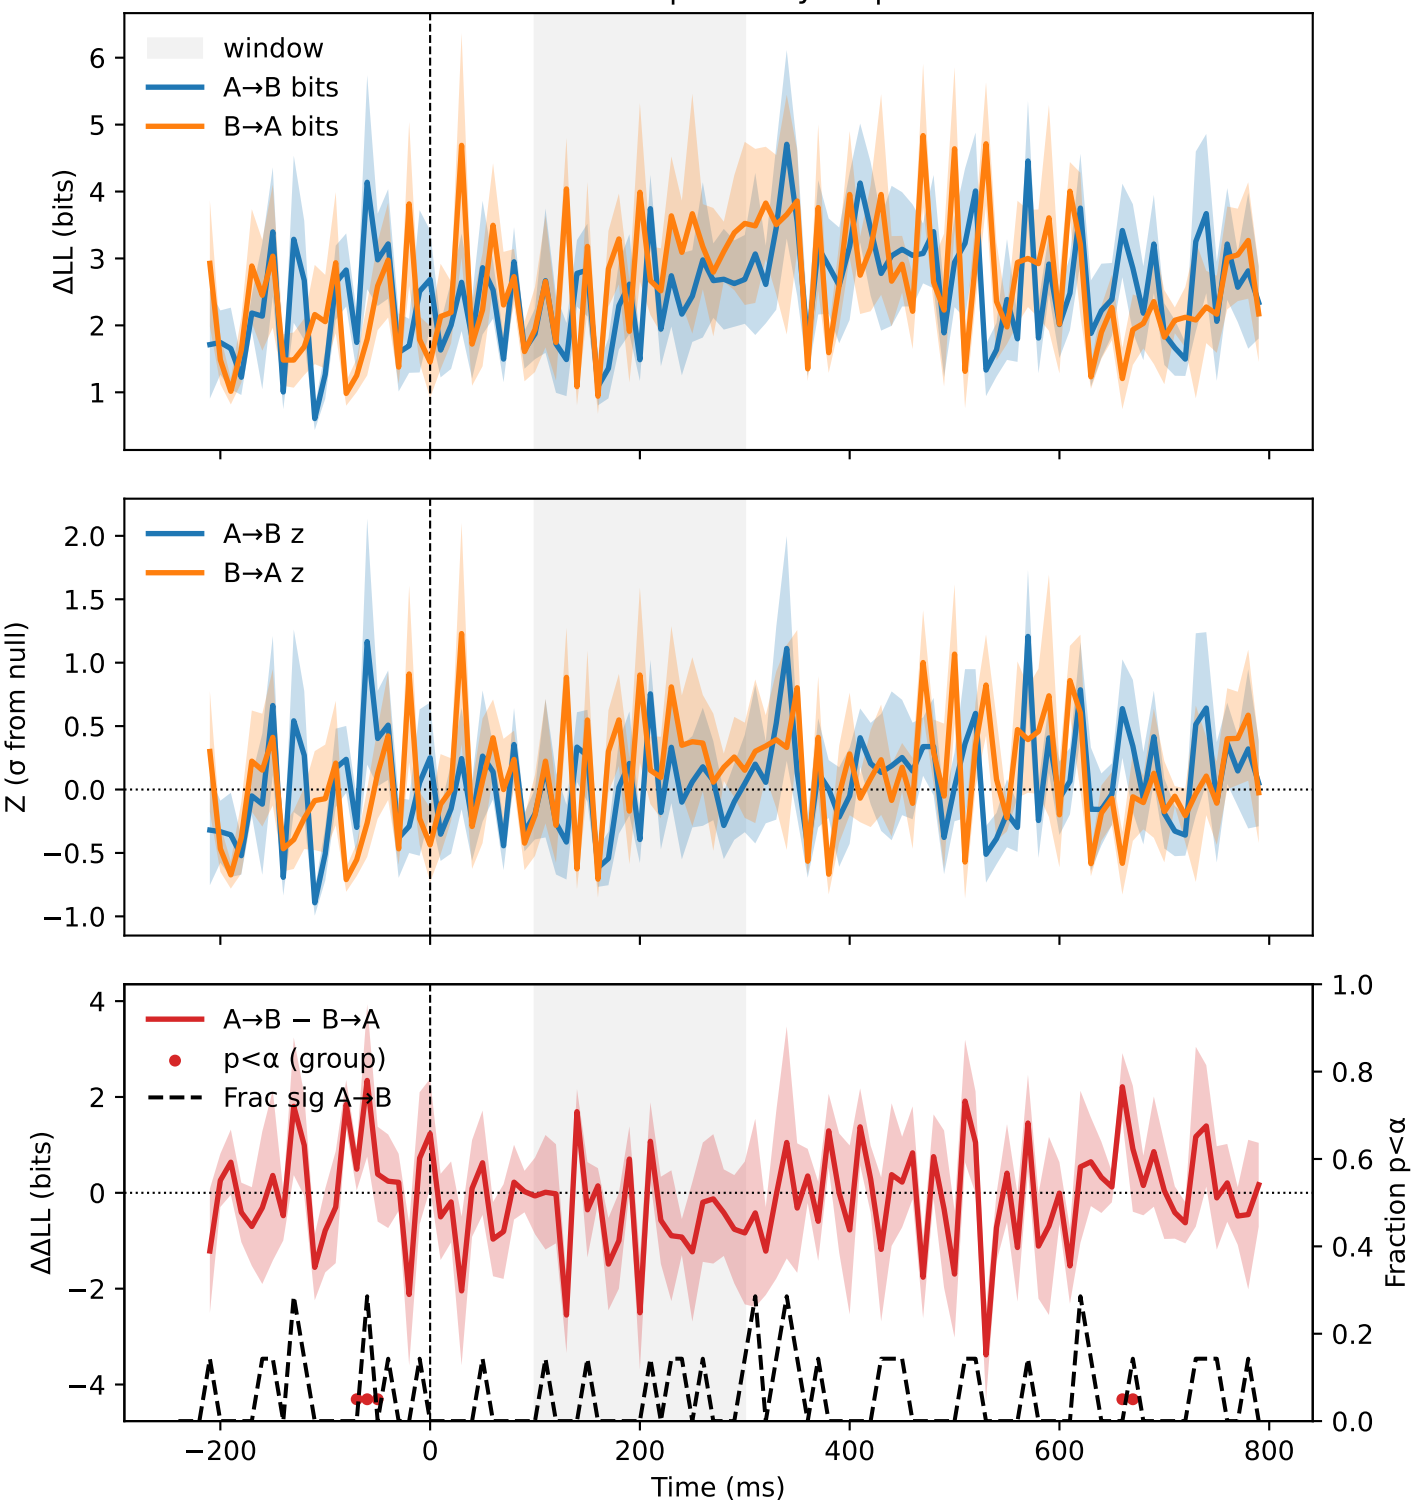 window
A→B bits
B→A bits
6
5
4
3
2
1
ΔLL (bits)
A→B z
B→A z
2.0
1.5
1.0
0.5
0.0
−0.5
−1.0
Z (σ from null)
A→B − B→A
p<α (group)
Frac sig A→B
4
2
0
−2
−4
ΔΔLL (bits)
1.0
0.8
0.6
0.4
0.2
0.0
Fraction p<α
−200
0
200
400
600
800
Time (ms)